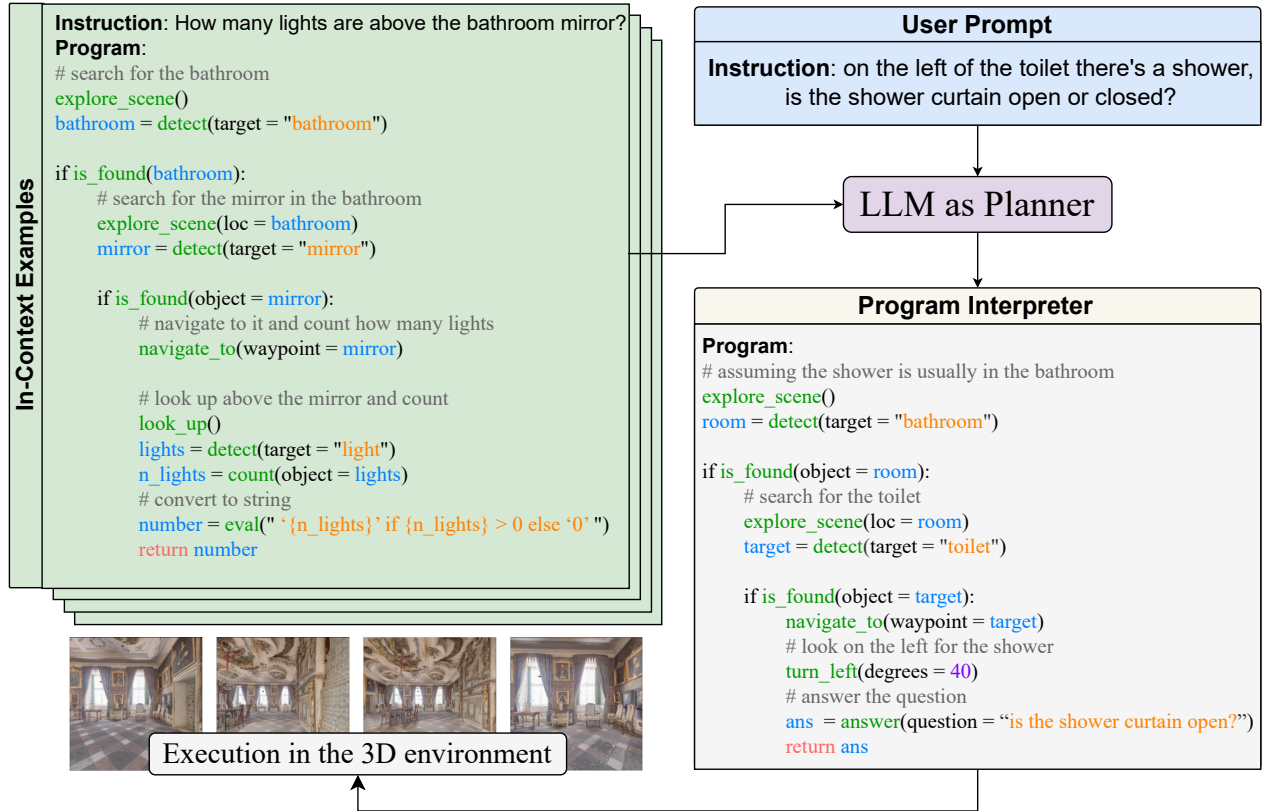 In-Context Examples
Instruction: How many lights are above the bathroom mirror?
Program:
# search for the bathroom
explore_scene()
bathroom = detect(target = "bathroom")
if is_found(bathroom):
# search for the mirror in the bathroom
explore_scene(loc = bathroom)
mirror = detect(target = "mirror")
if is_found(object = mirror):
# navigate to it and count how many lights
navigate_to(waypoint = mirror)
# look up above the mirror and count
look_up()
lights = detect(target = "light")
n_lights = count(object = lights)
# convert to string
number = eval(" ‘{n_lights}’ if {n_lights} > 0 else ‘0’ ")
return number
User Prompt
Instruction: on the left of the toilet there's a shower,
is the shower curtain open or closed?
LLM as Planner
Program Interpreter
Program:
# assuming the shower is usually in the bathroom
explore_scene()
room = detect(target = "bathroom")
if is_found(object = room):
# search for the toilet
explore_scene(loc = room)
target = detect(target = "toilet")
if is_found(object = target):
navigate_to(waypoint = target)
# look on the left for the shower
turn_left(degrees = 40)
# answer the question
ans = answer(question = “is the shower curtain open?”)
return ans
Execution in the 3D environment